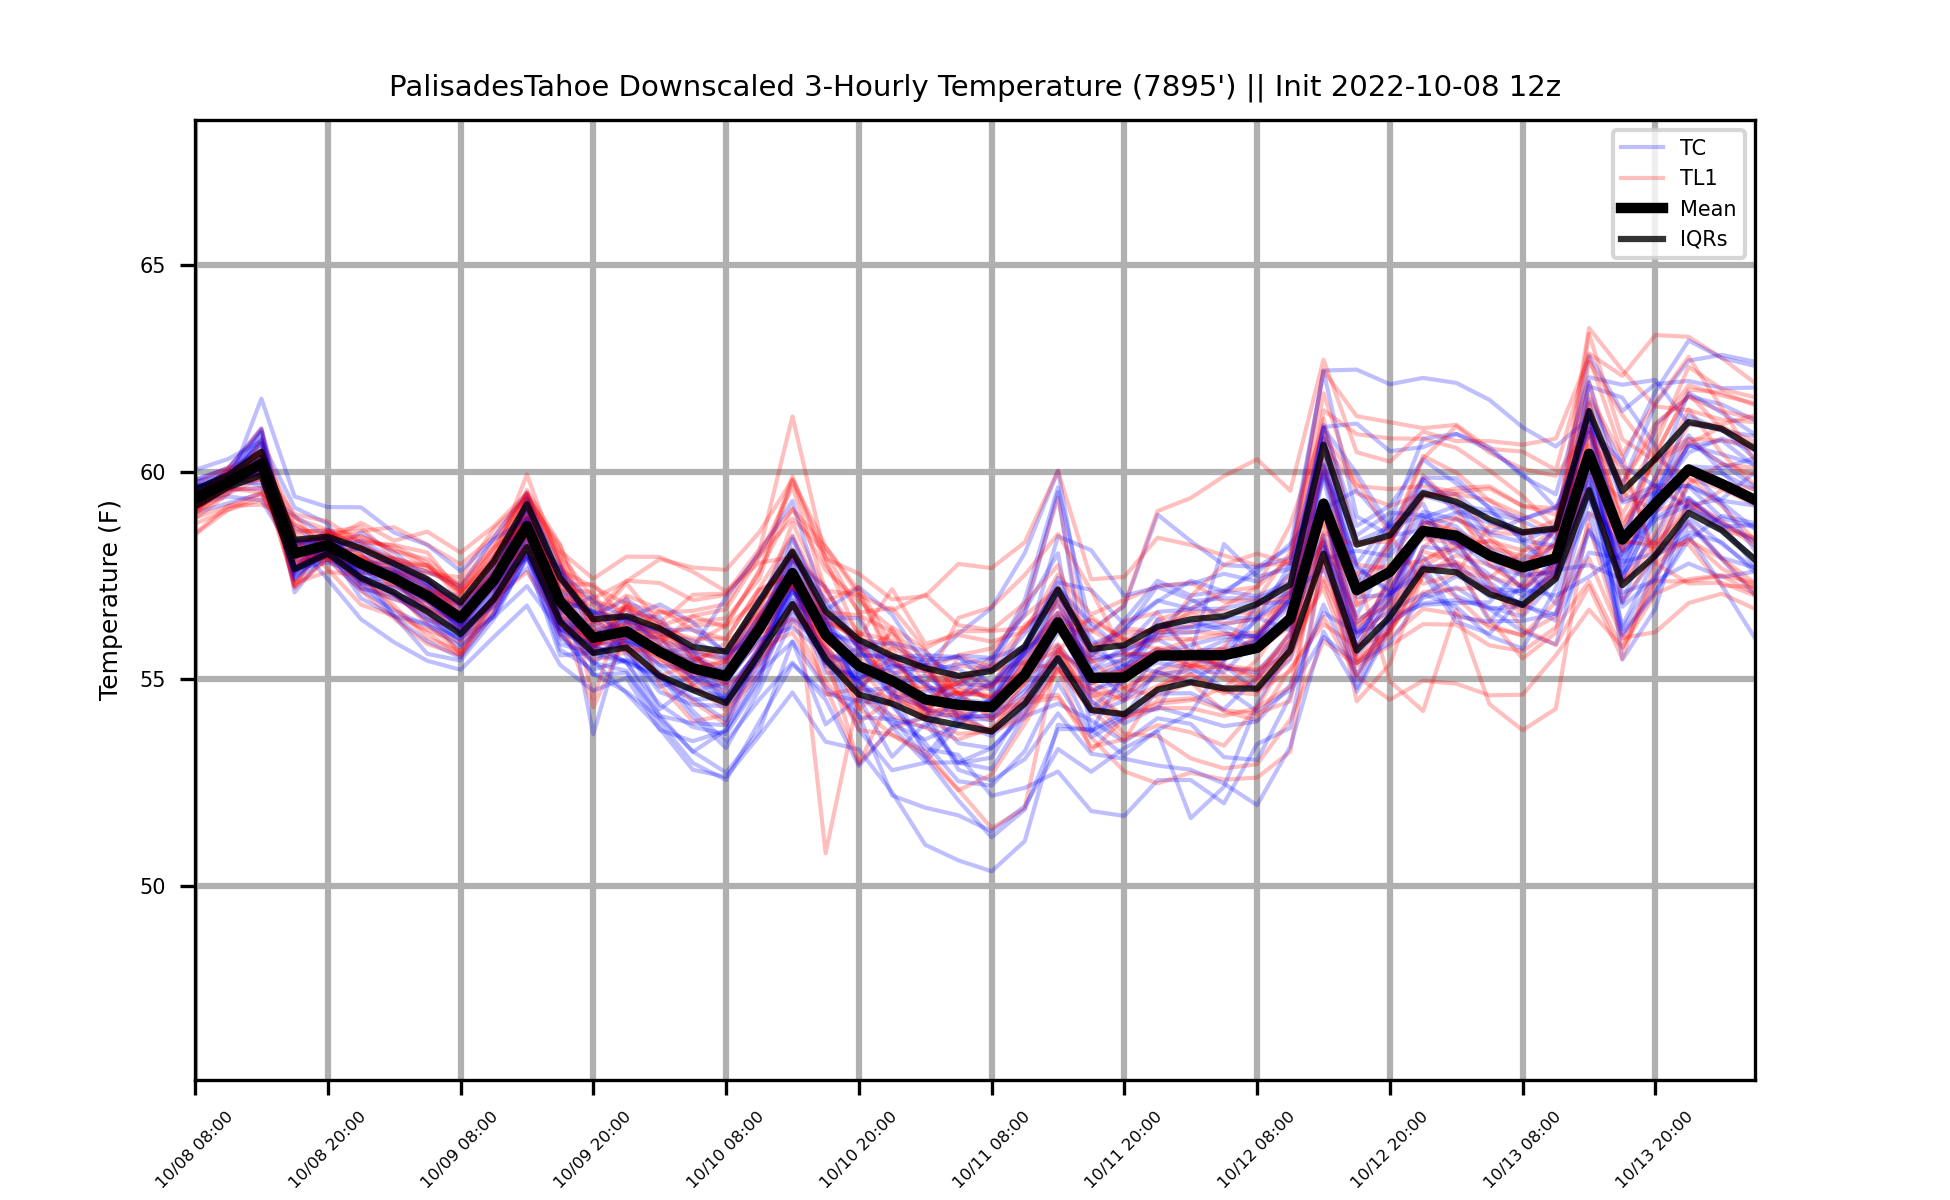 PalisadesTahoe Downscaled 3-Hourly Temperature (7895') || Init 2022-10-08 12z
TC
TL1
Mean
IQRs
Temperature (F)
65
60
55
50
10/08 08:00
10/08 20:00
10/09 08:00
10/09 20:00
10/10 08:00
10/10 20:00
10/11 08:00
10/11 20:00
10/12 08:00
10/12 20:00
10/13 08:00
10/13 20:00